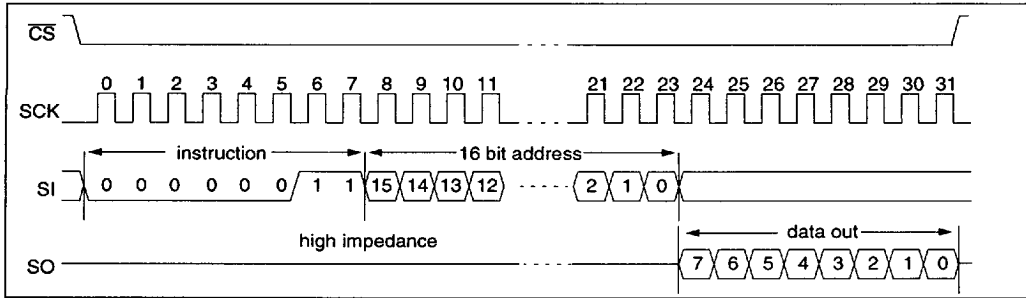 CS
0 1 2 3 4 5 6 7 8 9 10 11 21 22 23 24 25 26 27 28 29 30 31
SCK
instruction 16 bit address
SI 0 0 0 0 0 0 1 1 15 14 13 12 2 1 0
high impedance data out
SO 7 6 5 4 3 2 1 0